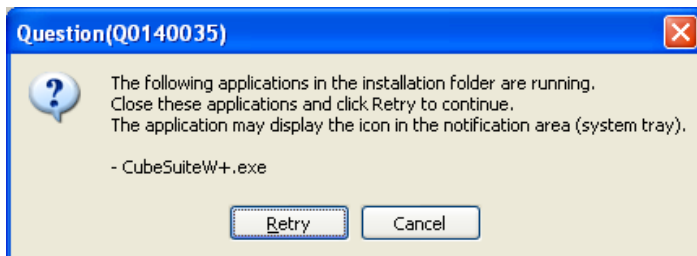 Question(Q0140035)
The following applications in the installation folder are running.
Close these applications and click Retry to continue.
The application may display the icon in the notification area (system tray).
- CubeSuiteW+.exe
Retry
Cancel